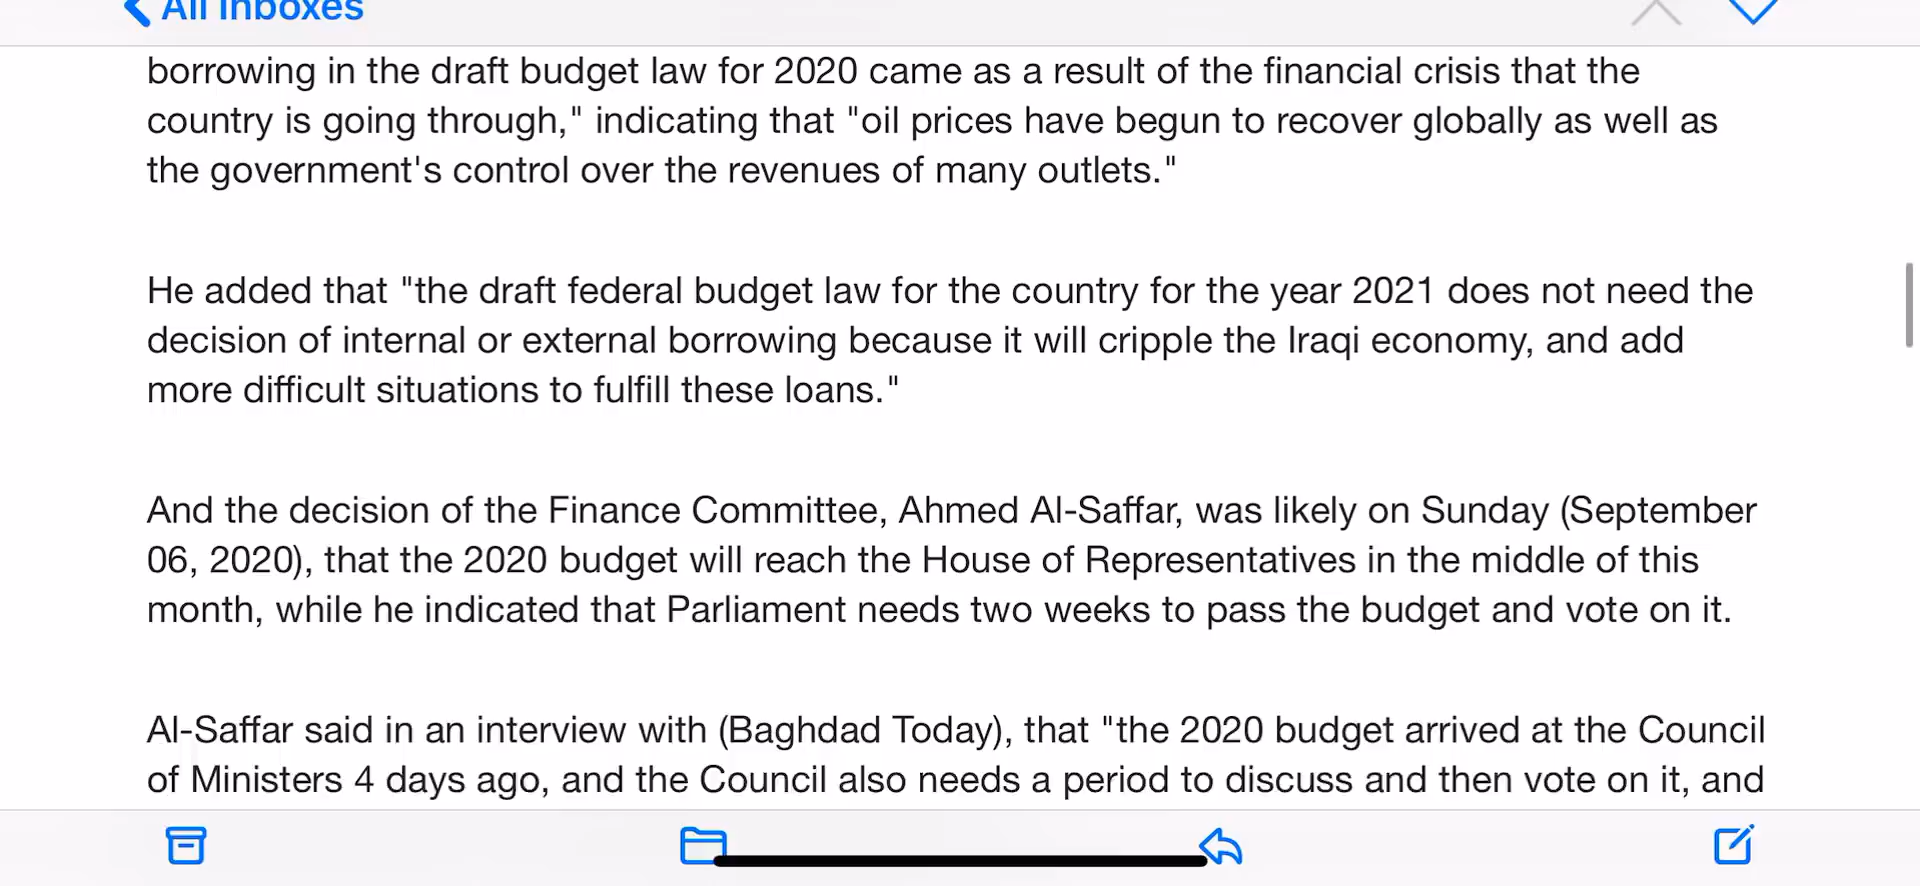 All Inboxes
borrowing in the draft budget law for 2020 came as a result of the financial crisis that the
country is going through," indicating that "oil prices have begun to recover globally as well as
the government's control over the revenues of many outlets."
He added that "the draft federal budget law for the country for the year 2021 does not need the
decision of internal or external borrowing because it will cripple the Iraqi economy, and add
more difficult situations to fulfill these loans."
And the decision of the Finance Committee, Ahmed Al-Saffar, was likely on Sunday (September
06, 2020), that the 2020 budget will reach the House of Representatives in the middle of this
month, while he indicated that Parliament needs two weeks to pass the budget and vote on it.
Al-Saffar said in an interview with (Baghdad Today), that "the 2020 budget arrived at the Council
of Ministers 4 days ago, and the Council also needs a period to discuss and then vote on it, and